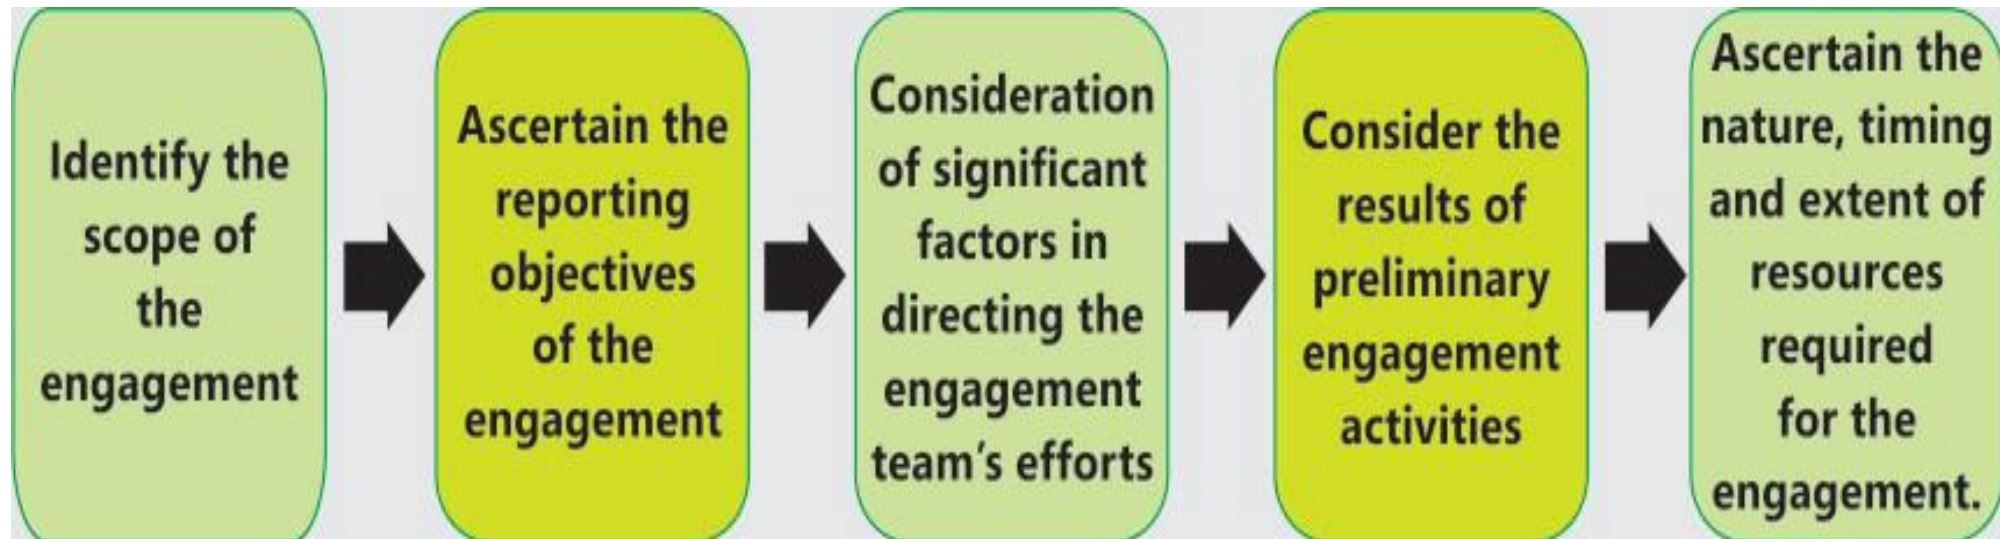 Identify the
scope of
the
engagement
Ascertain the
reporting
objectives
of the
engagement
Consideration
of significant
factors in
directing the
engagement
team's efforts
Consider the
results of
preliminary
engagement
activities
Ascertain the
nature, timing
and extent of
resources
required
for the
engagement.